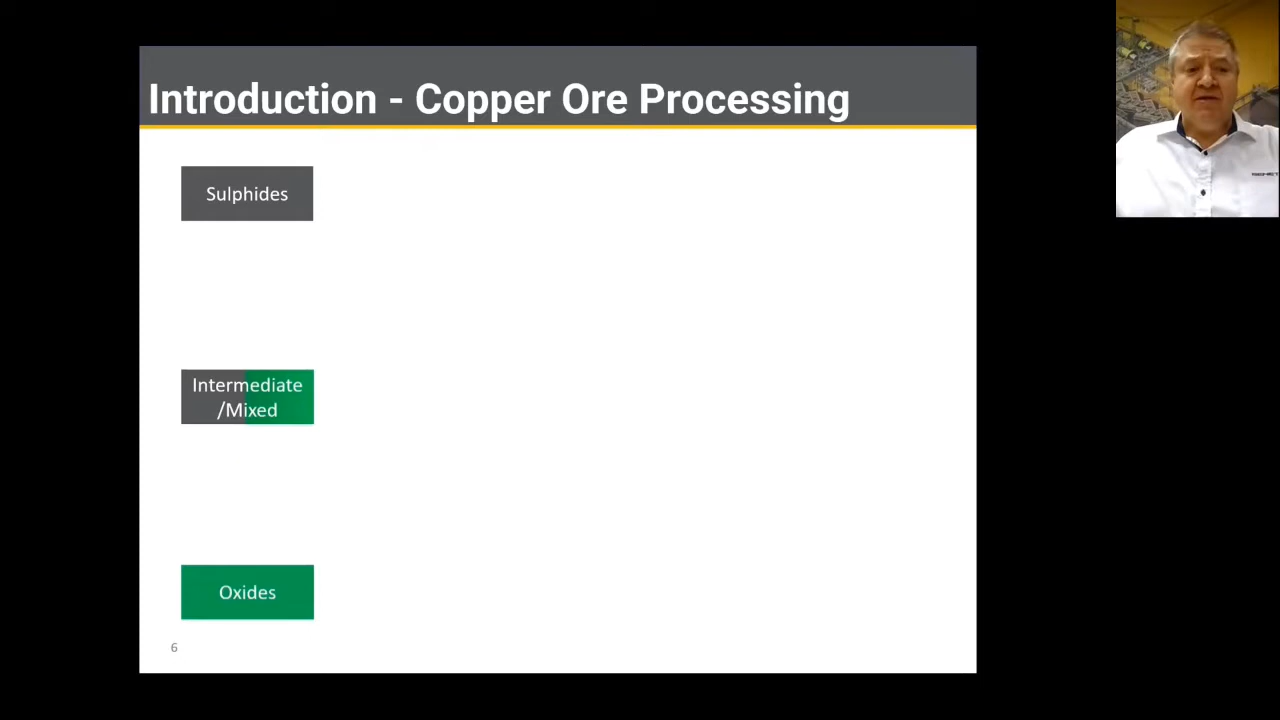 Introduction - Copper Ore Processing
Sulphides
Intermediate
/Mixed
Oxides
6